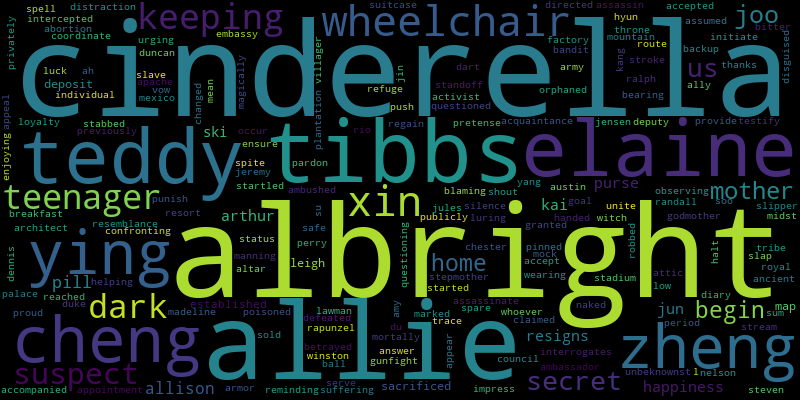 spell intercepted distraction keeping wheelchair suitcase directed assassin accepted joo
privately abortion urging embassy hyun assumed throne initiate bitter
coordinate duncan factory mountain route backup disguised
cinderella
luck ah slave villager bandit kang us thanks
deposit vow apache magically jin dart army stroke ally
individual mexico changed mean refuge standoff ralph bearing
loyalty stabbed push activist questioned orphaned
appeal previously ski occur plantation regain pretense acquaintance jensen deputy provide testify
teddy tibbs elaine
enjoying ensure rio yang
spite pardon blaming shout austin
startled jeremy purse observing mother
teenager punish ambushed xin jules silence kai goal unite randall soo slipper
breakfast resort arthur su publicly luring handed witch godmother midst
architect resemblance status safe chester granted robbed tribe
confronting perry questioning pinned halt slap
ying albright
dennis manning altar leigh home mock accept stadium attic royal
pill helping stepmother wearing low ancient
palace reached established started assassinate naked diary
duke madeline poisoned lawman amy marked spare whoever jun begin map
proud dark defeated trace claimed period sum
rapunzel du mortally stream
cheng allie zheng
sold betrayed answer appear council resigns
winston gunfight interrogates
suspect ball ambassador unbeknownst l nelson
accompanied appointment allison armor serve reminding suffering sacrificed impress secret happiness steven